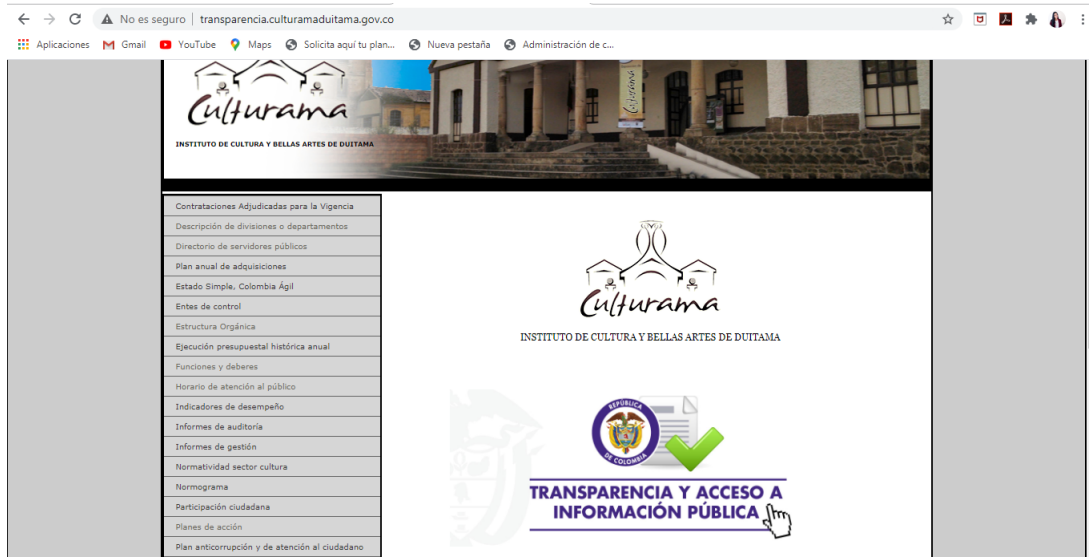 No es seguro | transparencia.culturamaduitama.gov.co
Aplicaciones Gmail YouTube Maps Solicita aquí tu plan... Nueva pestaña Administración de c...
Culturama
INSTITUTO DE CULTURA Y BELLAS ARTES DE DUITAMA
Culturama
Contrataciones Adjudicadas para la Vigencia
Descripción de divisiones o departamentos
Directorio de servidores públicos
Plan anual de adquisiciones
Estado Simple, Colombia Ágil
Entes de control
Estructura Orgánica
Ejecución presupuestal histórica anual
Funciones y deberes
Horario de atención al público
Indicadores de desempeño
Informes de auditoría
Informes de gestión
Normatividad sector cultura
Normograma
Participación ciudadana
Planes de acción
Plan anticorrupción y de atención al ciudadano
Culturama
INSTITUTO DE CULTURA Y BELLAS ARTES DE DUITAMA
REPÚBLICA
DE COLOMBIA
TRANSPARENCIA Y ACCESO A
INFORMACIÓN PÚBLICA